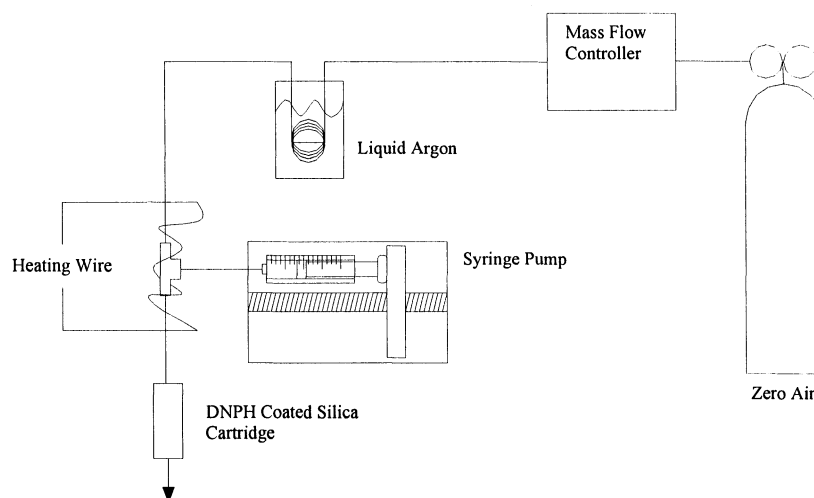 Mass Flow
Controller
Liquid Argon
Heating Wire
Syringe Pump
Zero Air
DNPH Coated Silica
Cartridge